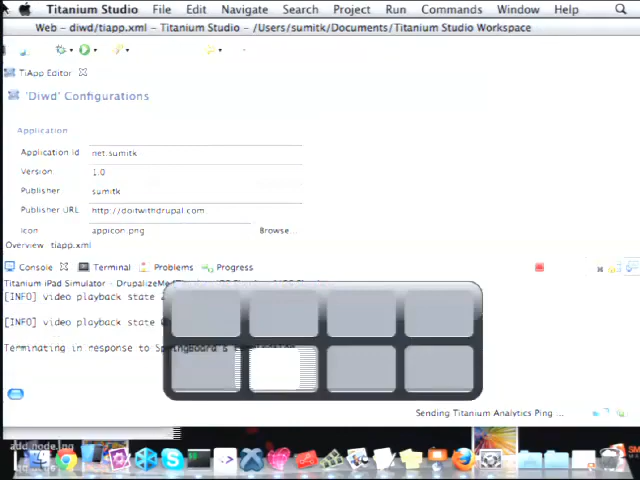 Titanium Studio File Edit Navigate Search Project Run Commands Window Help
Web - diwd/tiapp.xml - Titanium Studio - /Users/sumitk/Documents/Titanium Studio Workspace
TiApp Editor
'Diwd' Configurations
Application
Application Id net.sumitk
Version 1.0
Publisher sumitk
Publisher URL http://doitwithdrupal.com
Icon appicon.png Browse...
Overview tiapp.xml
Console Terminal Problems Progress
Titanium iPad Simulator - DrupalizeMe
[INFO] video playback state
[INFO] video playback state
Terminating in response to SpringBoard's
Sending Titanium Analytics Ping ...
add_node.png